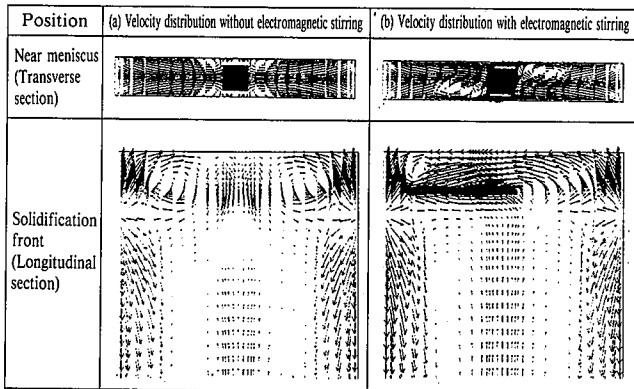 Position
(a) Velocity distribution without electromagnetic stirring
(b) Velocity distribution with electromagnetic stirring
Near meniscus
(Transverse
section)
Solidification
front
(Longitudinal
section)